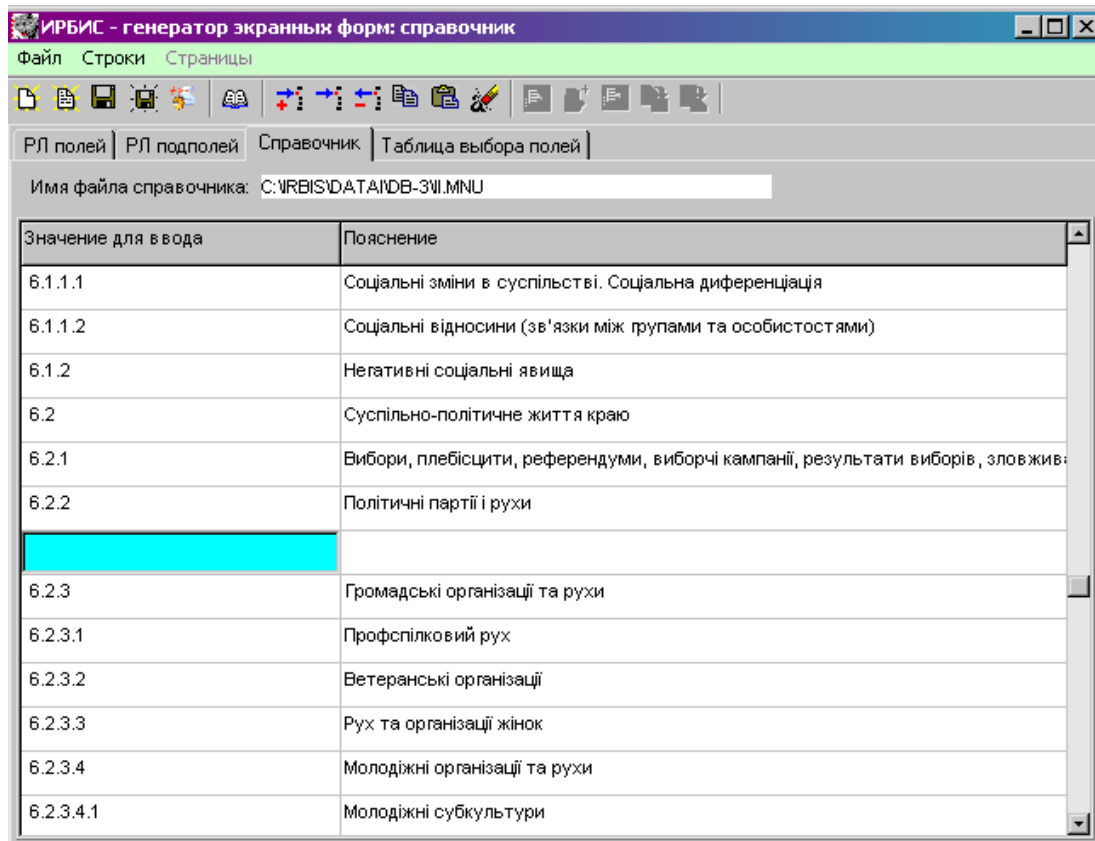 ИРБИС - генератор экранных форм: справочник
Файл Строки Страницы
РЛ полей РЛ подполей Справочник Таблица выбора полей
Имя файла справочника: C:\IRBIS\DATAI\DB-3\II.MNU
Значение для ввода Пояснение
6.1.1.1 Соціальні зміни в суспільстві. Соціальна диференціація
6.1.1.2 Соціальні відносини (зв'язки між групами та особистостями)
6.1.2 Негативні соціальні явища
6.2 Суспільно-політичне життя краю
6.2.1 Вибори, плебісцити, референдуми, виборчі кампанії, результати виборів,
6.2.2 Політичні партії і рухи
6.2.3 Громадські організації та рухи
6.2.3.1 Профспілковий рух
6.2.3.2 Ветеранські організації
6.2.3.3 Рух та організації жінок
6.2.3.4 Молодіжні організації та рухи
6.2.3.4.1 Молодіжні субкультури